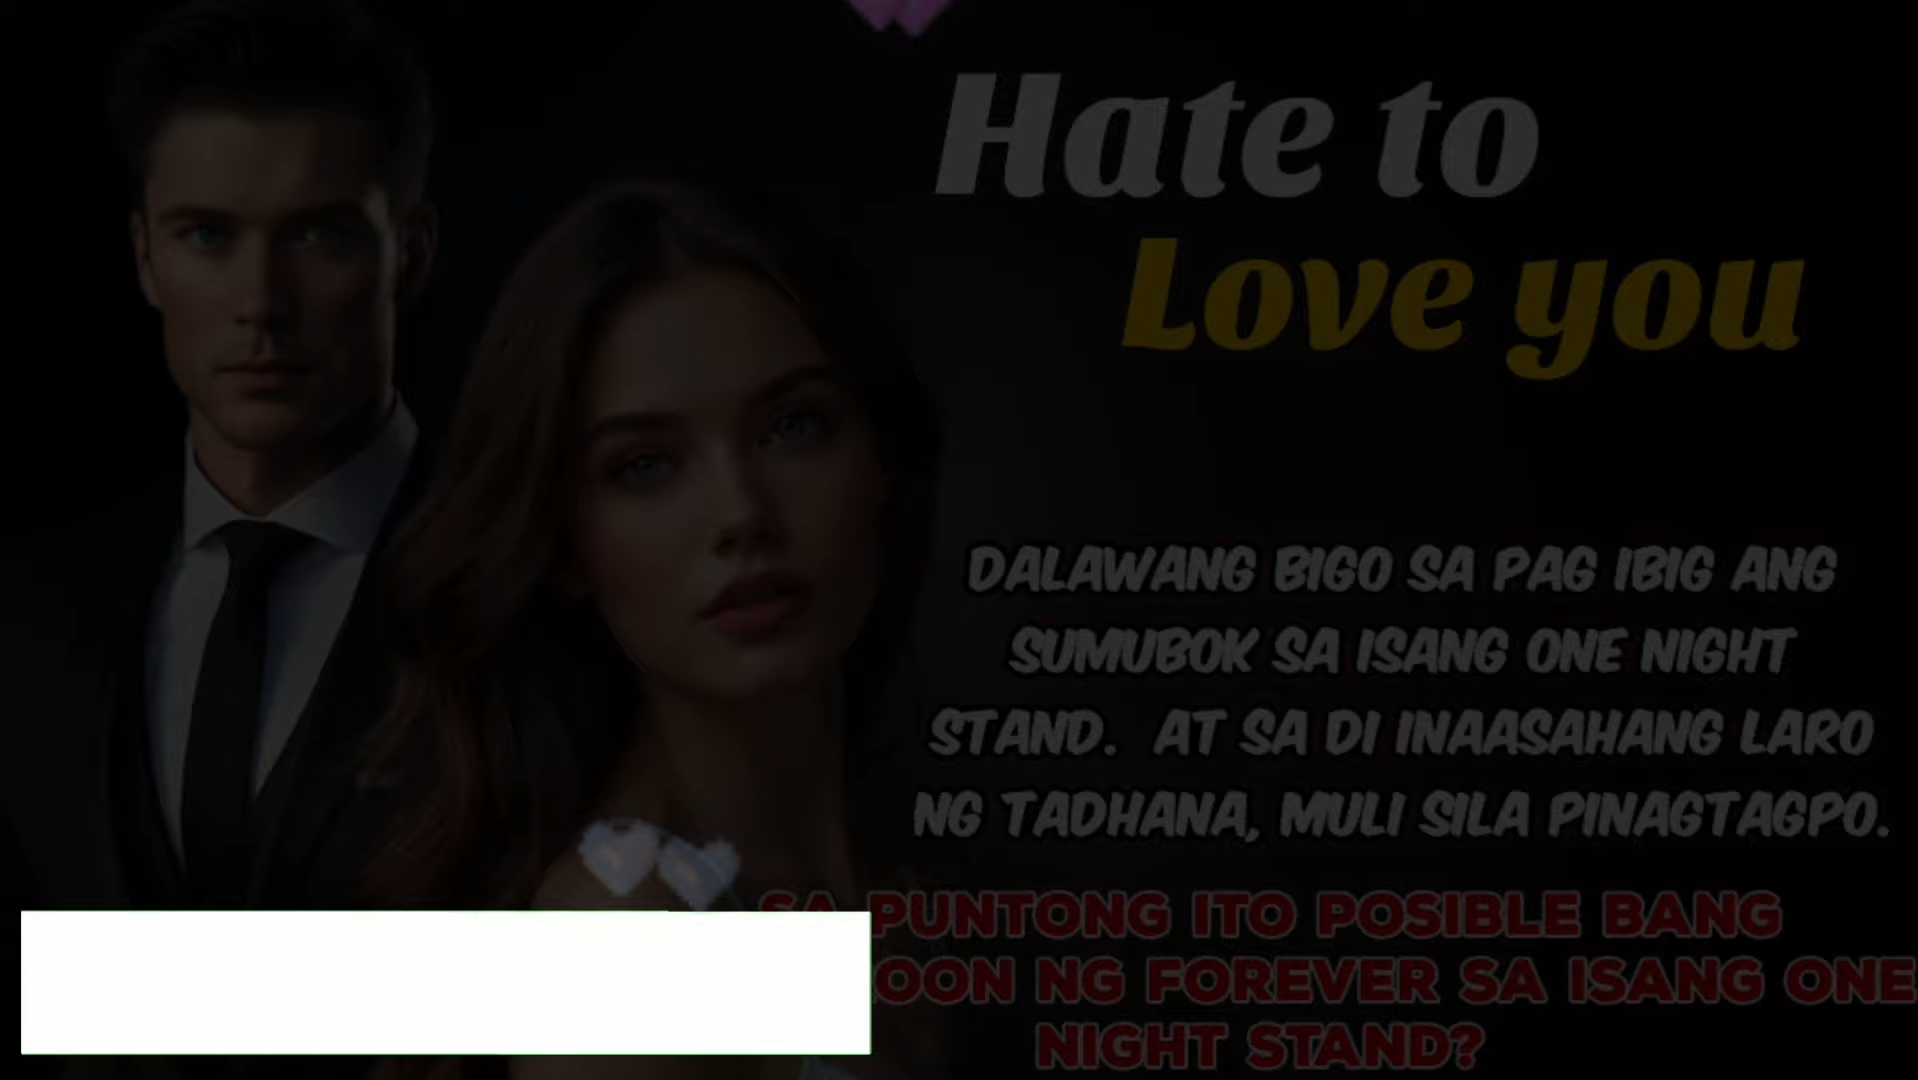 Hate to
Love you
DALAWANG BIGO SA PAG IBIG ANG
SUMUBOK SA ISANG ONE NIGHT
STAND. AT SA DI INAASAHANG LARO
NG TADHANA, MULI SILA PINAGTAGPO.
SA PUNTONG ITO POSIBLE BANG
NG FOREVER SA ISANG ONE
NIGHT STAND?